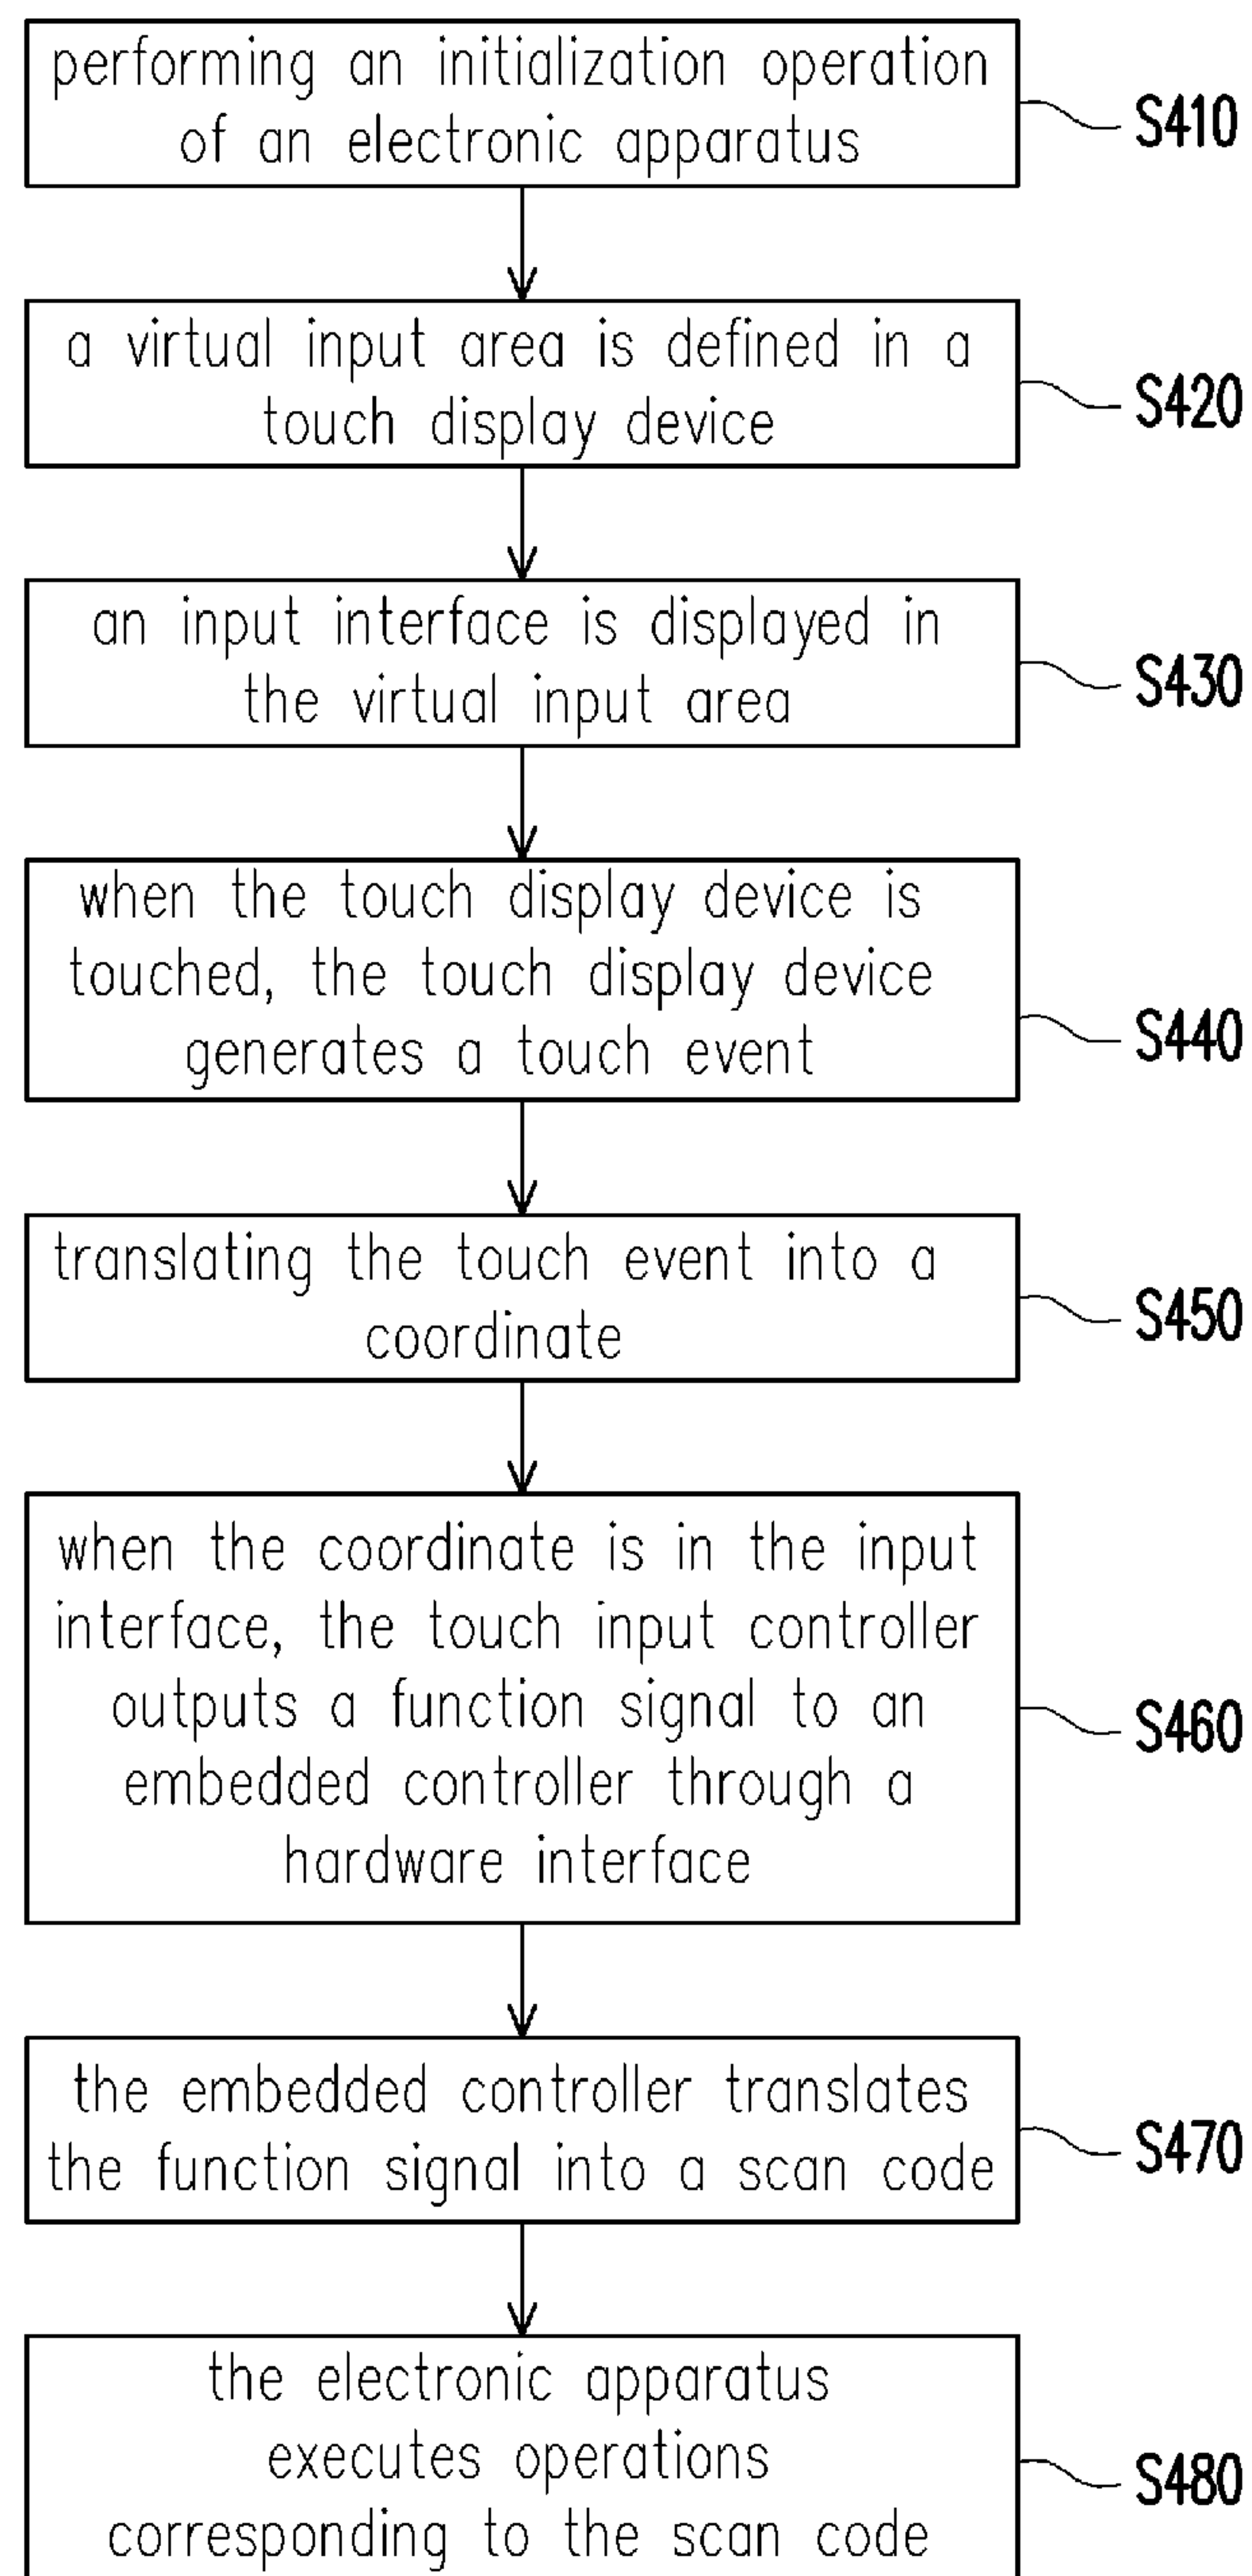 performing an initialization operation
of an electronic apparatus
S410
a virtual input area is defined in a
touch display device
S420
an input interface is displayed in
the virtual input area
S430
when the touch display device is
touched, the touch display device
generates a touch event
S440
translating the touch event into a
coordinate
S450
when the coordinate is in the input
interface, the touch input controller
outputs a function signal to an
embedded controller through a
hardware interface
S460
the embedded controller translates
the function signal into a scan code
S470
the electronic apparatus
executes operations
corresponding to the scan code
S480